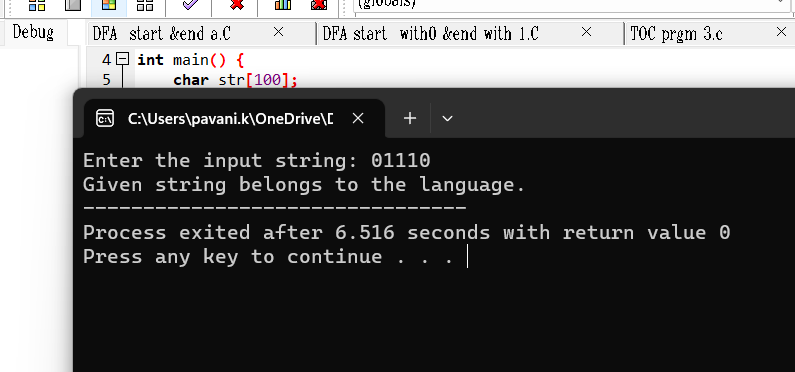 (globals)
Debug
DFA start &end a.C
DFA start with0 &end with 1.C
TOC prgm 3.c
4 int main() {
5 char str[100];
C:\Users\pavani.k\OneDrive\D
Enter the input string: 01110
Given string belongs to the language.
--------------------------------
Process exited after 6.516 seconds with return value 0
Press any key to continue . . .